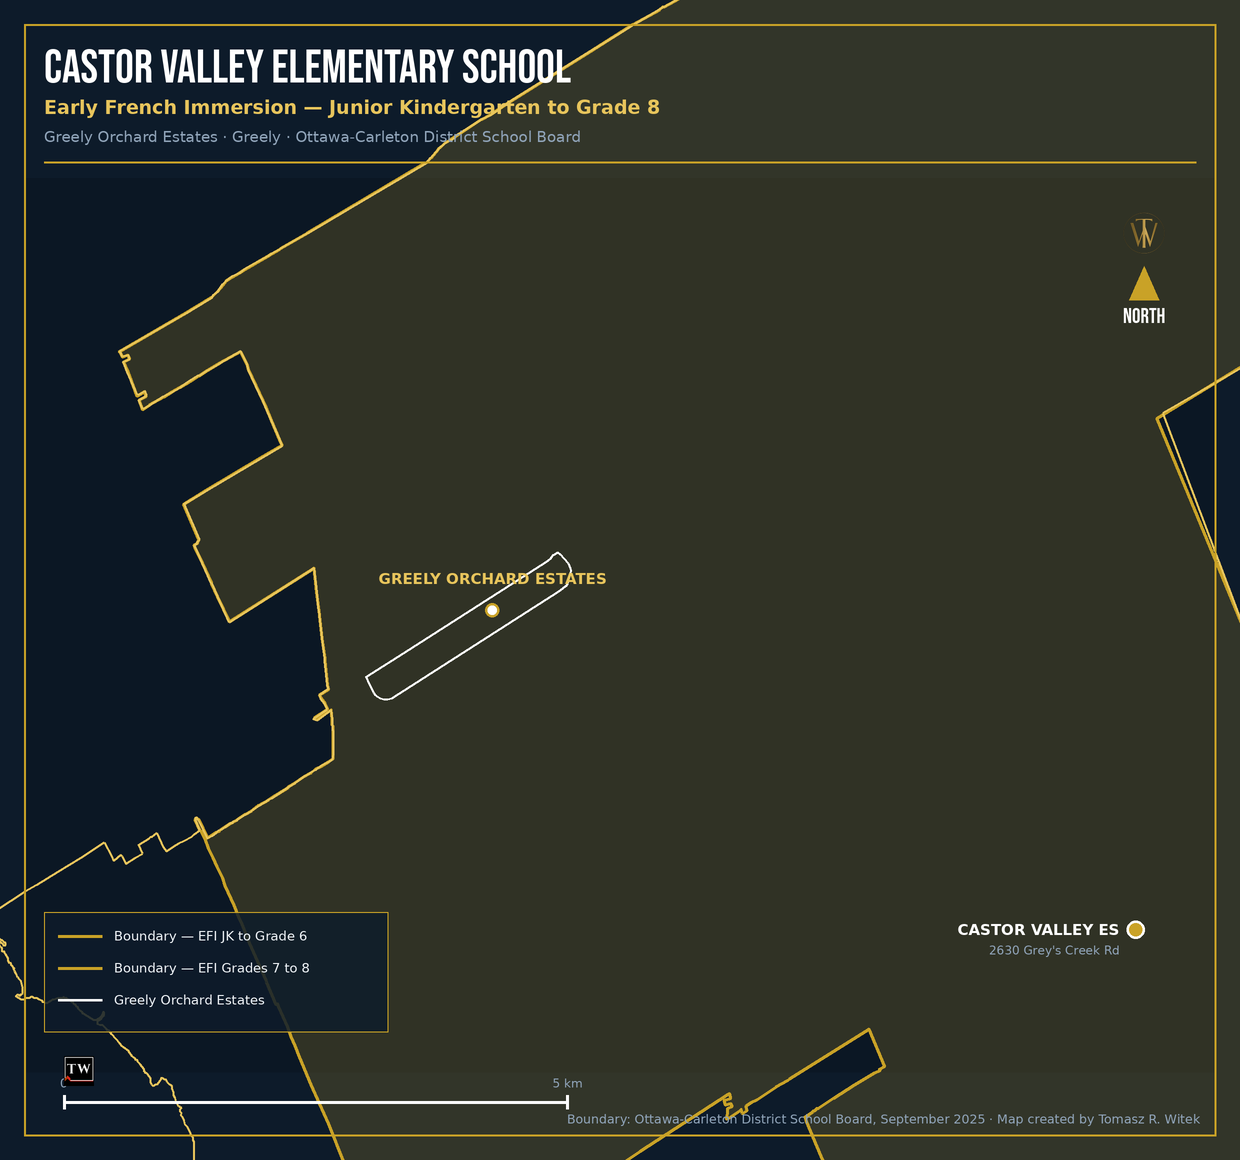 CASTOR VALLEY ELEMENTARY SCHOOL
Early French Immersion — Junior Kindergarten to Grade 8
Greely Orchard Estates · Greely · Ottawa-Carleton District School Board
TW
NORTH
GREELY ORCHARD ESTATES
CASTOR VALLEY ES
2630 Grey's Creek Rd
Boundary — EFI JK to Grade 6
Boundary — EFI Grades 7 to 8
Greely Orchard Estates
TW
0 5 km
Boundary: Ottawa-Carleton District School Board, September 2025 · Map created by Tomasz R. Witek